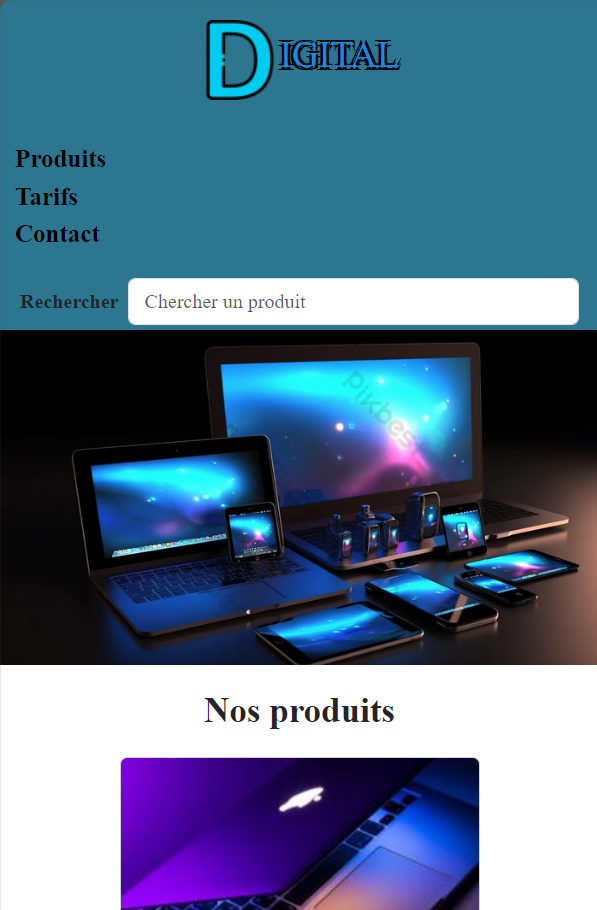 DIGITAL
Produits
Tarifs
Contact
Rechercher Chercher un produit
Pikbest
Nos produits